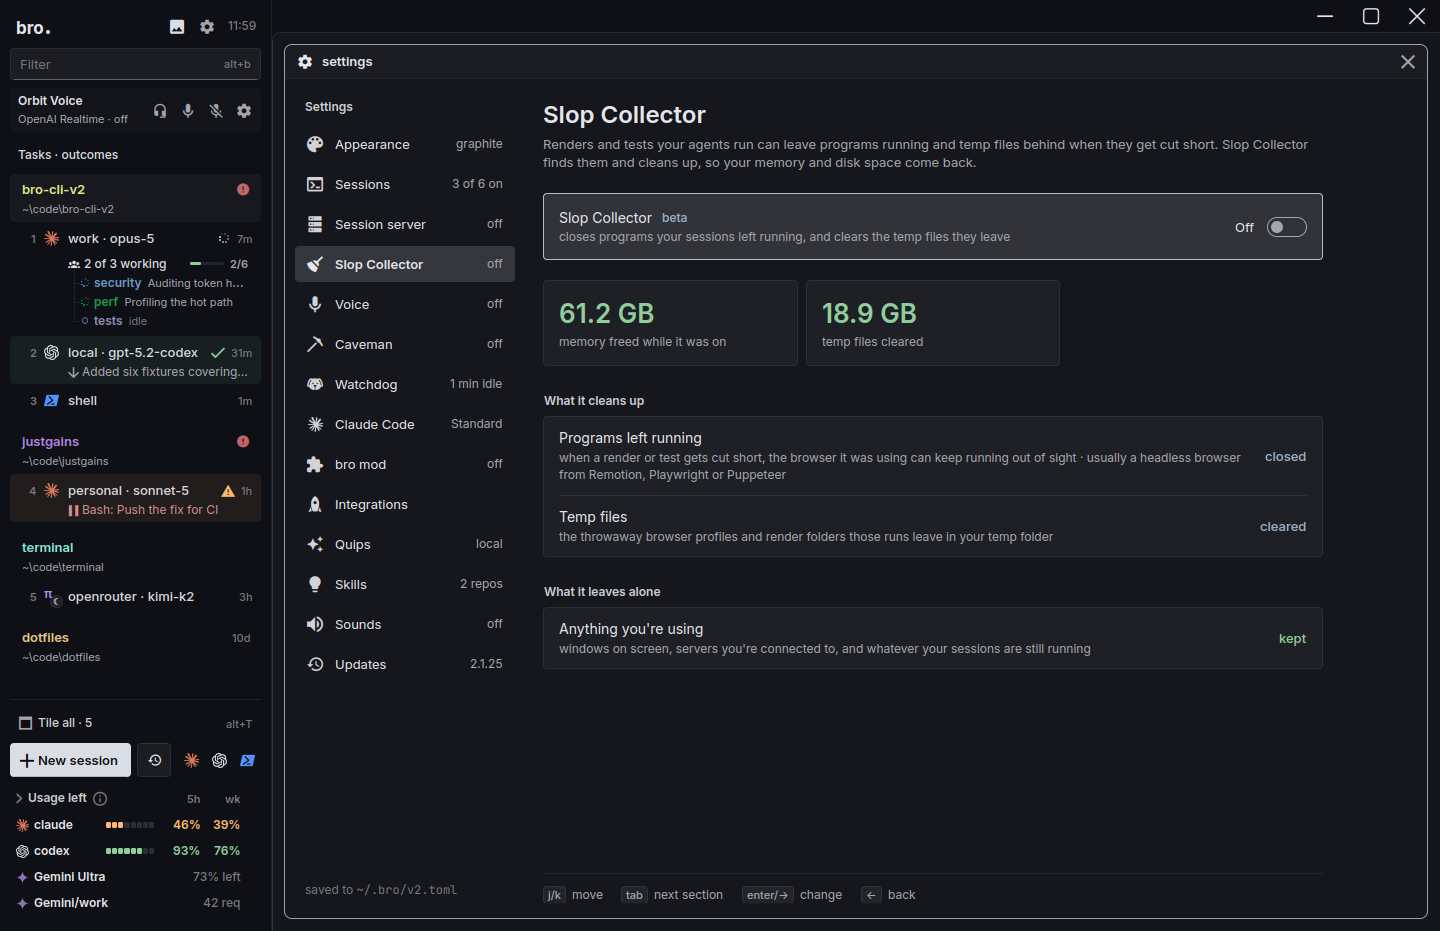 bro.
11:59
Filter
alt+b
Orbit Voice
OpenAI Realtime · off
Tasks · outcomes
bro-cli-v2
~\code\bro-cli-v2
1 work · opus-5 7m
2 of 3 working 2/6
security Auditing token h...
perf Profiling the hot path
tests idle
2 local · gpt-5.2-codex 31m
Added six fixtures covering...
3 shell 1m
justgains
~\code\justgains
4 personal · sonnet-5 1h
Bash: Push the fix for CI
terminal
~\code\terminal
5 openrouter · kimi-k2 3h
dotfiles 10d
~\code\dotfiles
Tile all · 5 alt+T
New session
Usage left 5h wk
claude 46% 39%
codex 93% 76%
Gemini Ultra 73% left
Gemini/work 42 req
settings
Settings
Appearance graphite
Sessions 3 of 6 on
Session server off
Slop Collector off
Voice off
Caveman off
Watchdog 1 min idle
Claude Code Standard
bro mod off
Integrations
Quips local
Skills 2 repos
Sounds off
Updates 2.1.25
saved to ~/.bro/v2.toml
Slop Collector
Renders and tests your agents run can leave programs running and temp files behind when they get cut short. Slop Collector
finds them and cleans up, so your memory and disk space come back.
Slop Collector beta
closes programs your sessions left running, and clears the temp files they leave
Off
61.2 GB
memory freed while it was on
18.9 GB
temp files cleared
What it cleans up
Programs left running
when a render or test gets cut short, the browser it was using can keep running out of sight · usually a headless browser
from Remotion, Playwright or Puppeteer
closed
Temp files
the throwaway browser profiles and render folders those runs leave in your temp folder
cleared
What it leaves alone
Anything you're using
windows on screen, servers you're connected to, and whatever your sessions are still running
kept
j/k move tab next section enter/→ change ← back